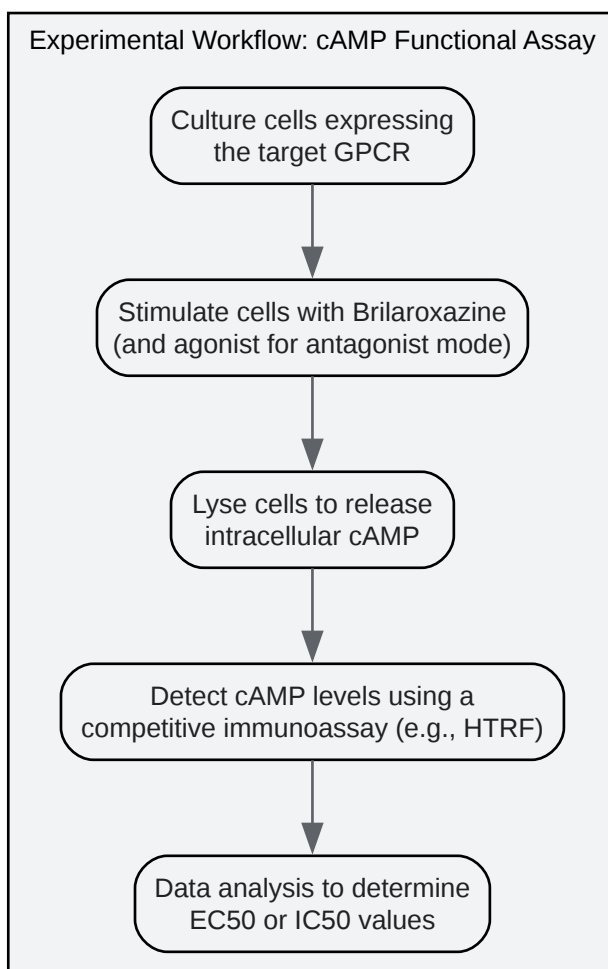 Experimental Workflow: cAMP Functional Assay
Culture cells expressing
the target GPCR
Stimulate cells with Brilaroxazine
(and agonist for antagonist mode)
Lyse cells to release
intracellular cAMP
Detect cAMP levels using a
competitive immunoassay (e.g., HTRF)
Data analysis to determine
EC50 or IC50 values